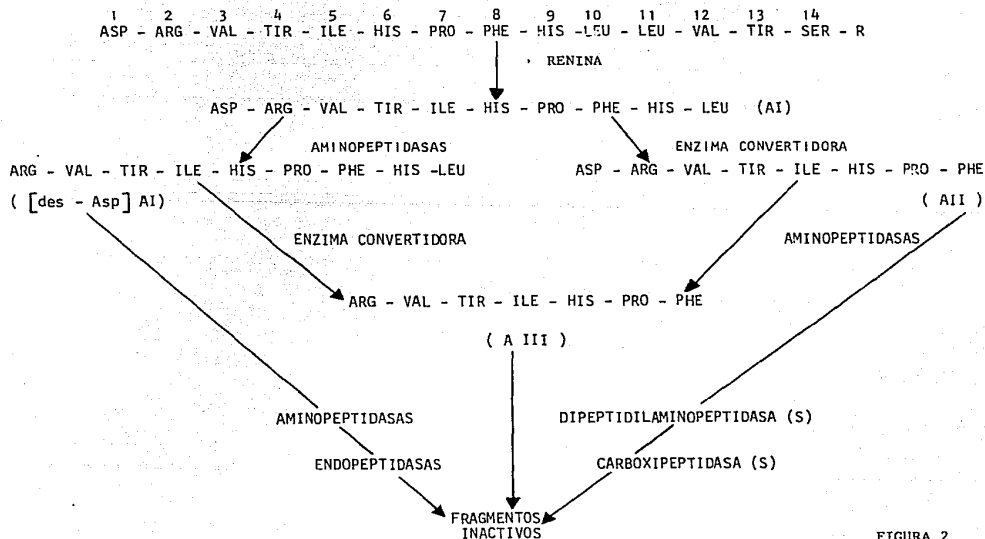 1 2 3 4 5 6 7 8 9 10 11 12 13 14
ASP - ARG - VAL - TIR - ILE - HIS - PRO - PHE - HIS -LEU - LEU - VAL - TIR - SER - R
RENINA
ASP - ARG - VAL - TIR - ILE - HIS - PRO - PHE - HIS - LEU (AI)
AMINOPEPTIDASAS
ENZIMA CONVERTIDORA
ARG - VAL - TIR - ILE - HIS - PRO - PHE - HIS -LEU
ASP - ARG - VAL - TIR - ILE - HIS - PRO - PHE
( [des - Asp] AI)
( AII )
ENZIMA CONVERTIDORA
AMINOPEPTIDASAS
ARG - VAL - TIR - ILE - HIS - PRO - PHE
( A III )
AMINOPEPTIDASAS
DIPEPTIDILAMINOPEPTIDASA (S)
ENDOPEPTIDASAS
CARBOXIPEPTIDASA (S)
FRAGMENTOS
INACTIVOS
FIGURA 2